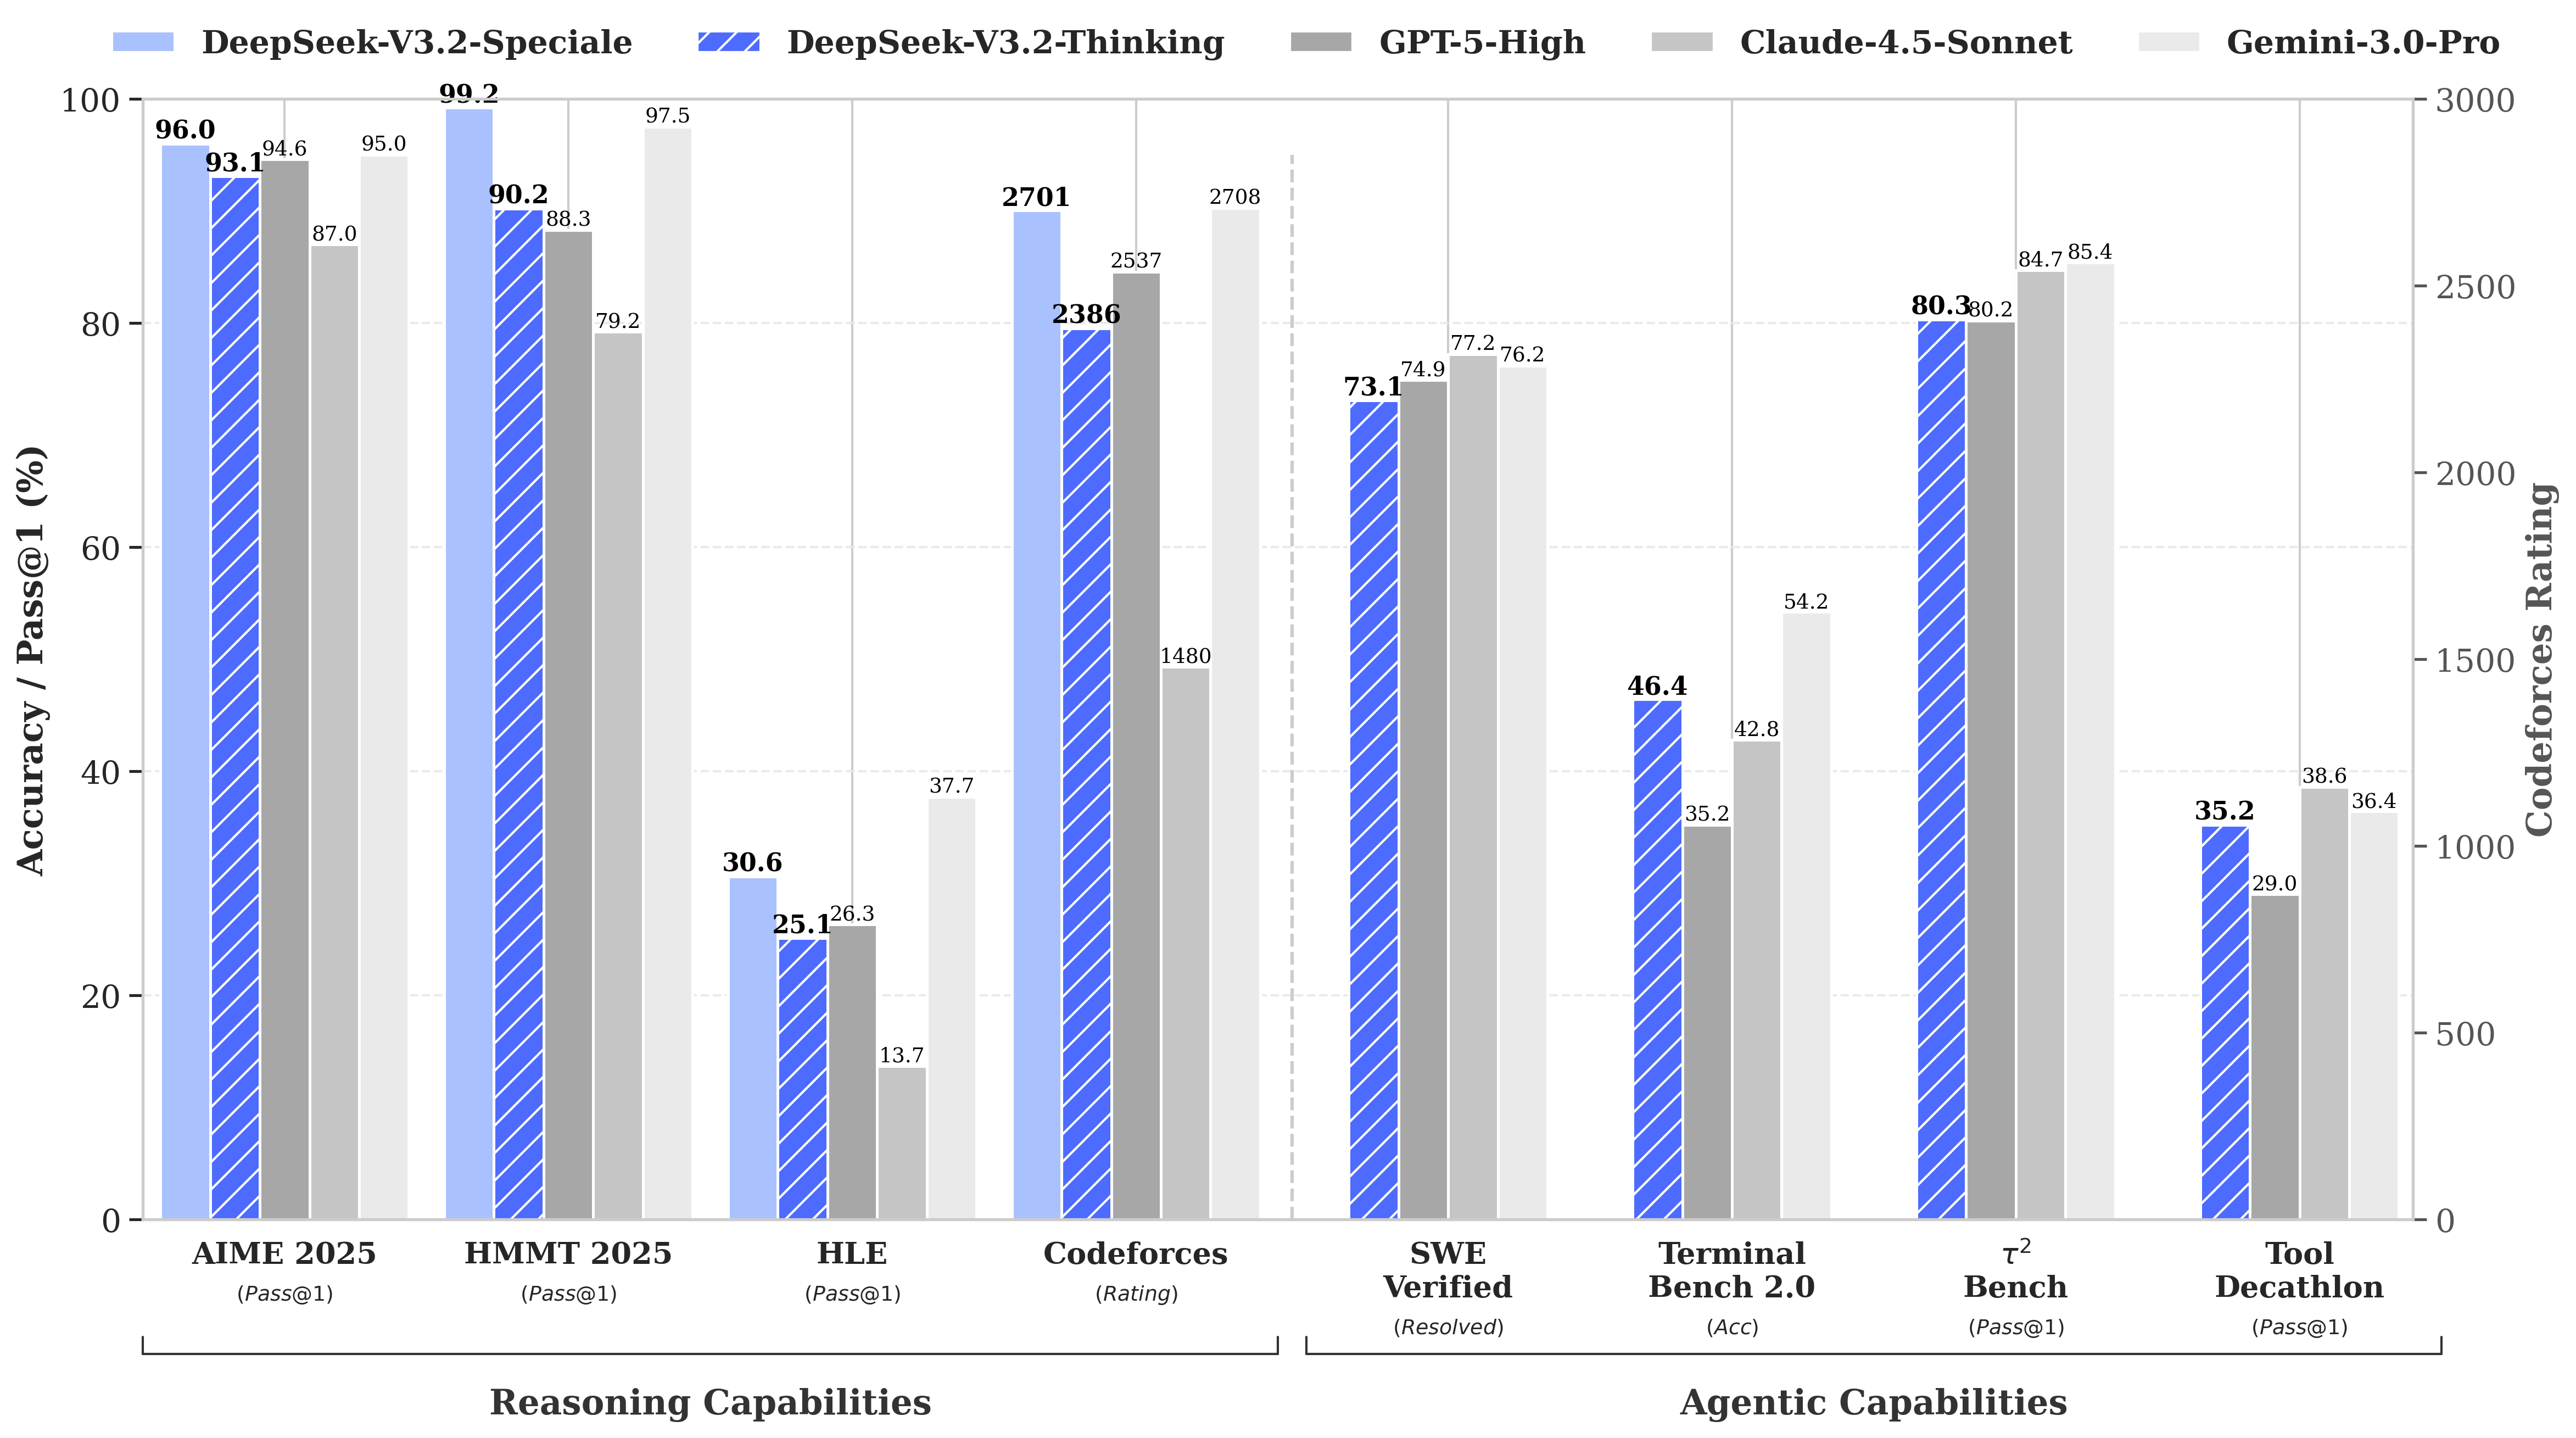 DeepSeek-V3.2-Speciale DeepSeek-V3.2-Thinking GPT-5-High Claude-4.5-Sonnet Gemini-3.0-Pro
Accuracy / Pass@1 (%)
100
80
60
40
20
0
96.0
93.1
94.6
87.0
95.0
99.2
90.2
88.3
79.2
97.5
30.6
25.1
26.3
13.7
37.7
2701
2386
2537
1480
2708
73.1
74.9
77.2
76.2
46.4
35.2
42.8
54.2
80.3
80.2
84.7
85.4
35.2
29.0
38.6
36.4
3000
2500
2000
1500
1000
500
0
Codeforces Rating
AIME 2025
(Pass@1)
HMMT 2025
(Pass@1)
HLE
(Pass@1)
Codeforces
(Rating)
SWE
Verified
(Resolved)
Terminal
Bench 2.0
(Acc)
τ²
Bench
(Pass@1)
Tool
Decathlon
(Pass@1)
Reasoning Capabilities
Agentic Capabilities